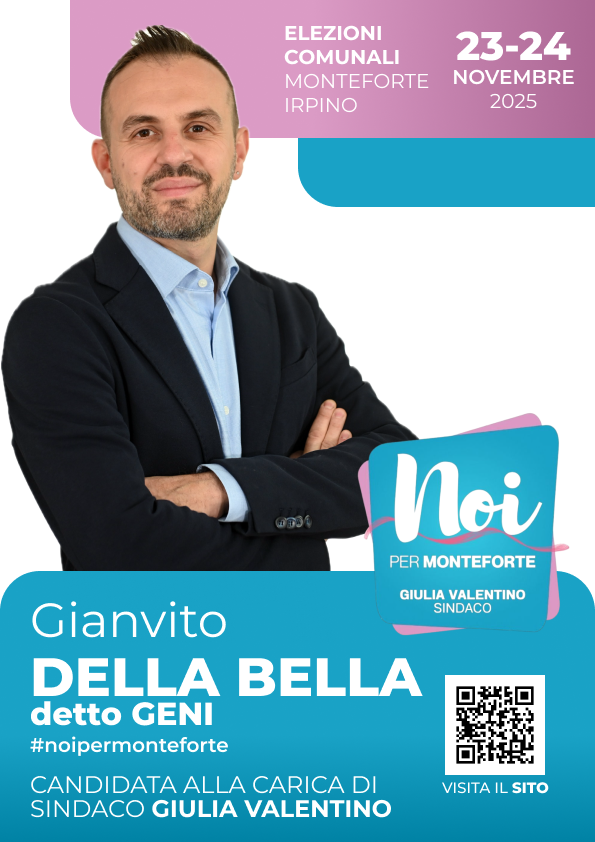 ELEZIONI
COMUNALI
MONTEFORTE
IRPINO
23-24
NOVEMBRE
2025
Noi
PER MONTEFORTE
GIULIA VALENTINO
SINDACO
Gianvito
DELLA BELLA
detto GENI
#noipermonteforte
CANDIDATA ALLA CARICA DI
SINDACO GIULIA VALENTINO
VISITA IL SITO